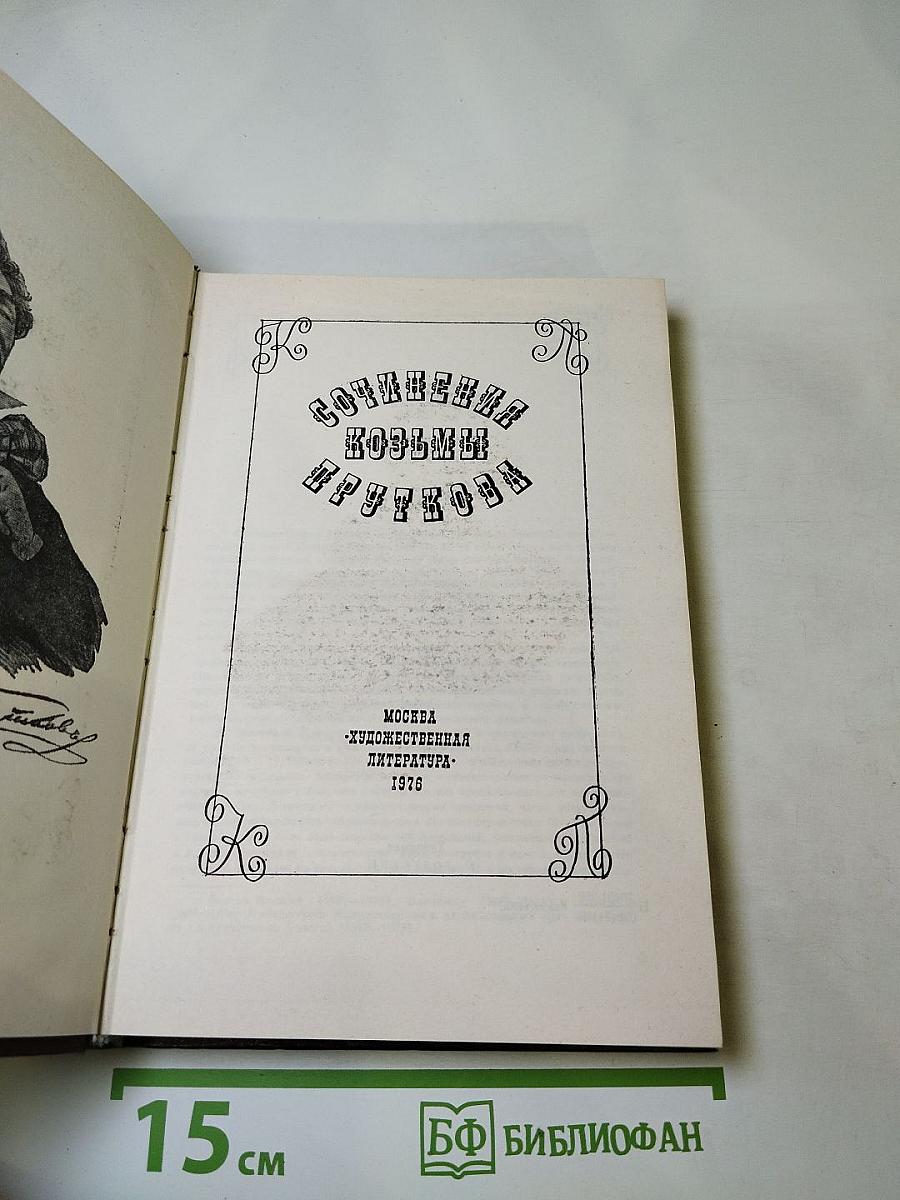 К П
СОЧИНЕНИЯ
КОЗЬМЫ
ПРУТКОВА
МОСКВА
«ХУДОЖЕСТВЕННАЯ
ЛИТЕРАТУРА»
1976
К П
15 см
БФ БИБЛИОФАН